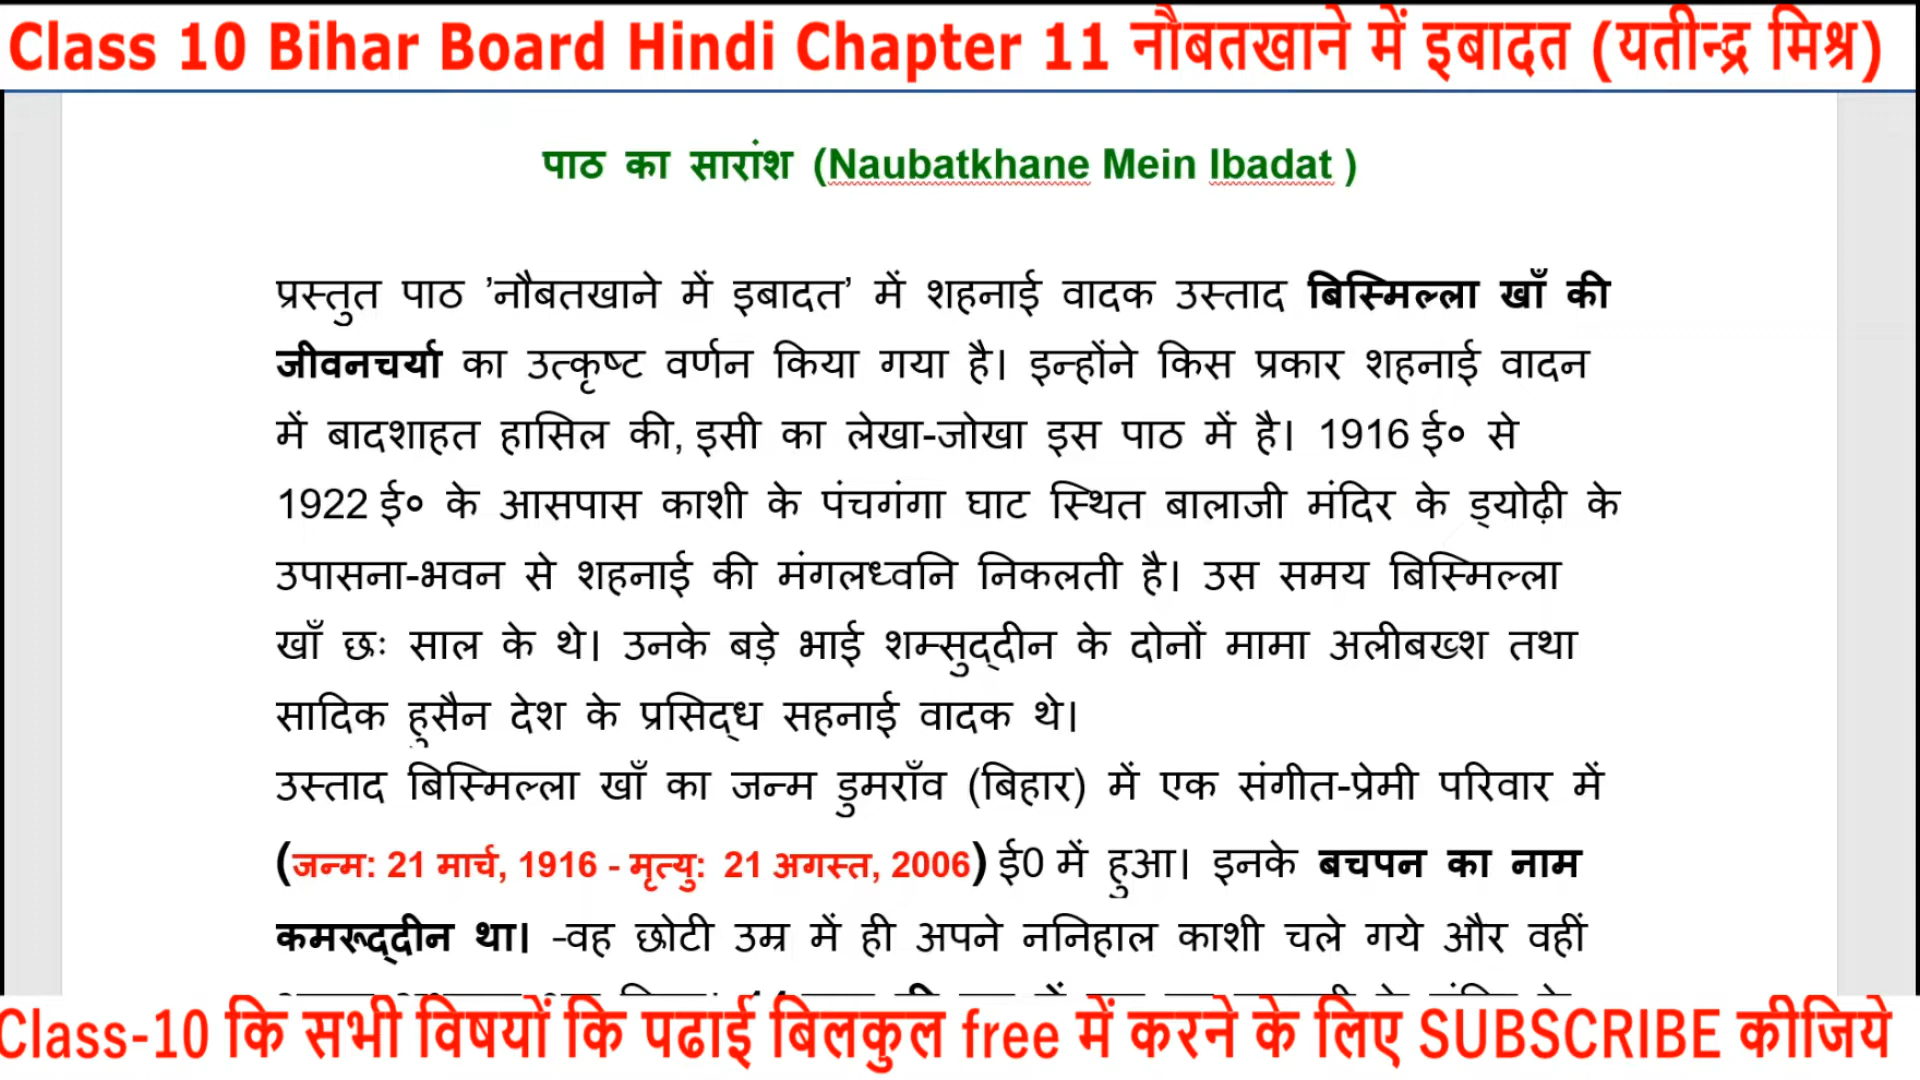 Class 10 Bihar Board Hindi Chapter 11 नौबतखाने में इबादत (यतीन्द्र मिश्र)
पाठ का सारांश (Naubatkhane Mein Ibadat )
प्रस्तुत पाठ ’नौबतखाने में इबादत’ में शहनाई वादक उस्ताद बिस्मिल्ला खाँ की
जीवनचर्या का उत्कृष्ट वर्णन किया गया है। इन्होंने किस प्रकार शहनाई वादन
में बादशाहत हासिल की, इसी का लेखा-जोखा इस पाठ में है। 1916 ई० से
1922 ई० के आसपास काशी के पंचगंगा घाट स्थित बालाजी मंदिर के ड्योढ़ी के
उपासना-भवन से शहनाई की मंगलध्वनि निकलती है। उस समय बिस्मिल्ला
खाँ छः साल के थे। उनके बड़े भाई शम्सुद्दीन के दोनों मामा अलीबख्श तथा
सादिक हुसैन देश के प्रसिद्ध सहनाई वादक थे।
उस्ताद बिस्मिल्ला खाँ का जन्म डुमराँव (बिहार) में एक संगीत-प्रेमी परिवार में
(जन्म: 21 मार्च, 1916 - मृत्यु: 21 अगस्त, 2006) ई0 में हुआ। इनके बचपन का नाम
कमरूद्दीन था। -वह छोटी उम्र में ही अपने ननिहाल काशी चले गये और वहीं
Class-10 कि सभी विषयों कि पढाई बिलकुल free में करने के लिए SUBSCRIBE कीजिये